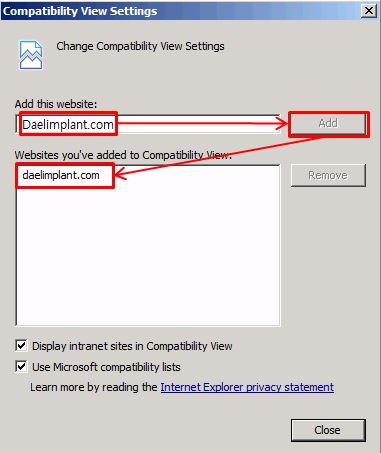 Compatibility View Settings
Change Compatibility View Settings
Add this website:
Daelimplant.com
Add
Websites you've added to Compatibility View:
daelimplant.com
Remove
Display intranet sites in Compatibility View
Use Microsoft compatibility lists
Learn more by reading the Internet Explorer privacy statement
Close